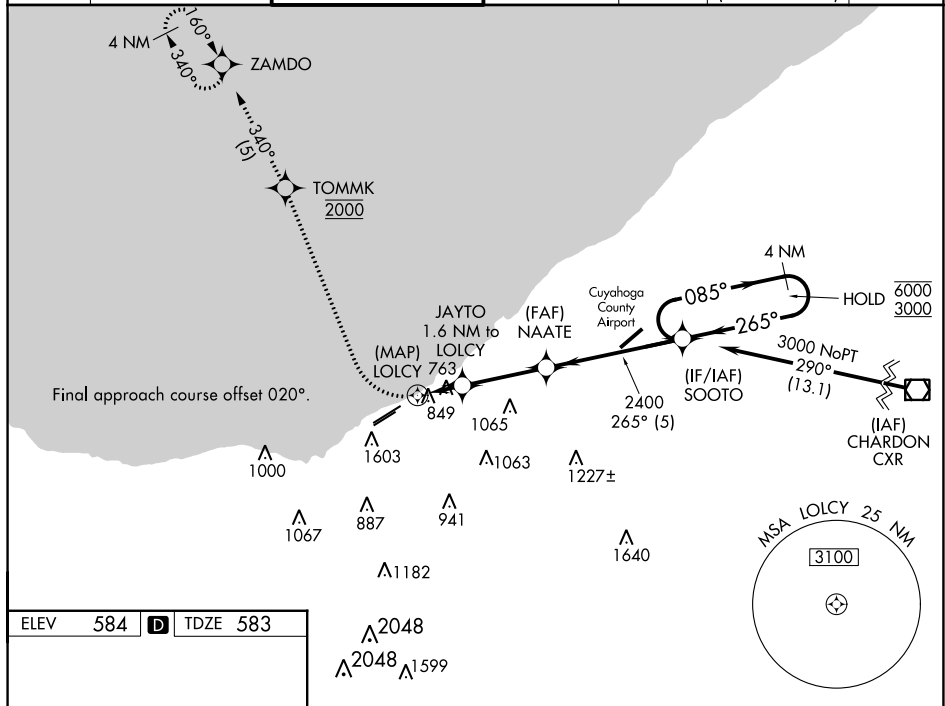 160°
4 NM
340°
ZAMDO
340°
(5)
TOMMK
2000
4 NM
085°
HOLD
6000
3000
265°
Cuyahoga
County
Airport
3000 NoPT
290°
(13.1)
JAYTO
1.6 NM to
LOLCY
(FAF)
NAATE
(MAP)
LOLCY
763
849
(IF/IAF)
SOOTO
2400
265° (5)
(IAF)
CHARDON
CXR
Final approach course offset 020°.
1065
1603
1000
1063
1227±
1067
887
941
1640
1182
MSA LOLCY 25 NM
3100
ELEV 584 D TDZE 583
2048
2048
1599